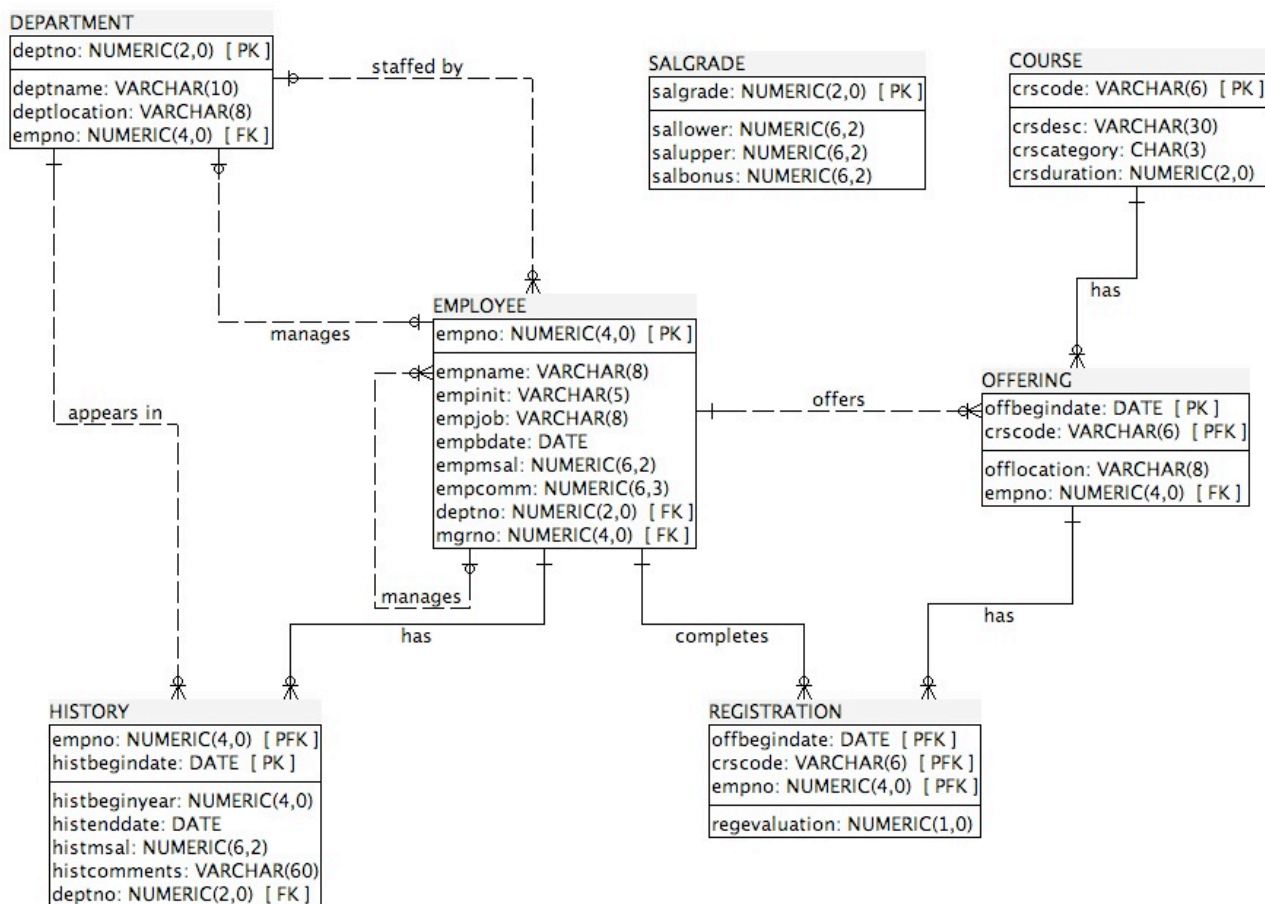 DEPARTMENT
deptno: NUMERIC(2,0) [ PK ]
deptname: VARCHAR(10)
deptlocation: VARCHAR(8)
empno: NUMERIC(4,0) [ FK ]
staffed by
SALGRADE
salgrade: NUMERIC(2,0) [ PK ]
sallower: NUMERIC(6,2)
salupper: NUMERIC(6,2)
salbonus: NUMERIC(6,2)
COURSE
crscode: VARCHAR(6) [ PK ]
crsdesc: VARCHAR(30)
crscategory: CHAR(3)
crsduration: NUMERIC(2,0)
has
manages
appears in
EMPLOYEE
empno: NUMERIC(4,0) [ PK ]
empname: VARCHAR(8)
empinit: VARCHAR(5)
empjob: VARCHAR(8)
empbdate: DATE
empmsal: NUMERIC(6,2)
empcomm: NUMERIC(6,3)
deptno: NUMERIC(2,0) [ FK ]
mgrno: NUMERIC(4,0) [ FK ]
offers
OFFERING
offbegindate: DATE [ PK ]
crscode: VARCHAR(6) [ PFK ]
offlocation: VARCHAR(8)
empno: NUMERIC(4,0) [ FK ]
manages
has
completes
has
HISTORY
empno: NUMERIC(4,0) [ PFK ]
histbegindate: DATE [ PK ]
histbeginyear: NUMERIC(4,0)
histenddate: DATE
histmsal: NUMERIC(6,2)
histcomments: VARCHAR(60)
deptno: NUMERIC(2,0) [ FK ]
REGISTRATION
offbegindate: DATE [ PFK ]
crscode: VARCHAR(6) [ PFK ]
empno: NUMERIC(4,0) [ PFK ]
regevaluation: NUMERIC(1,0)